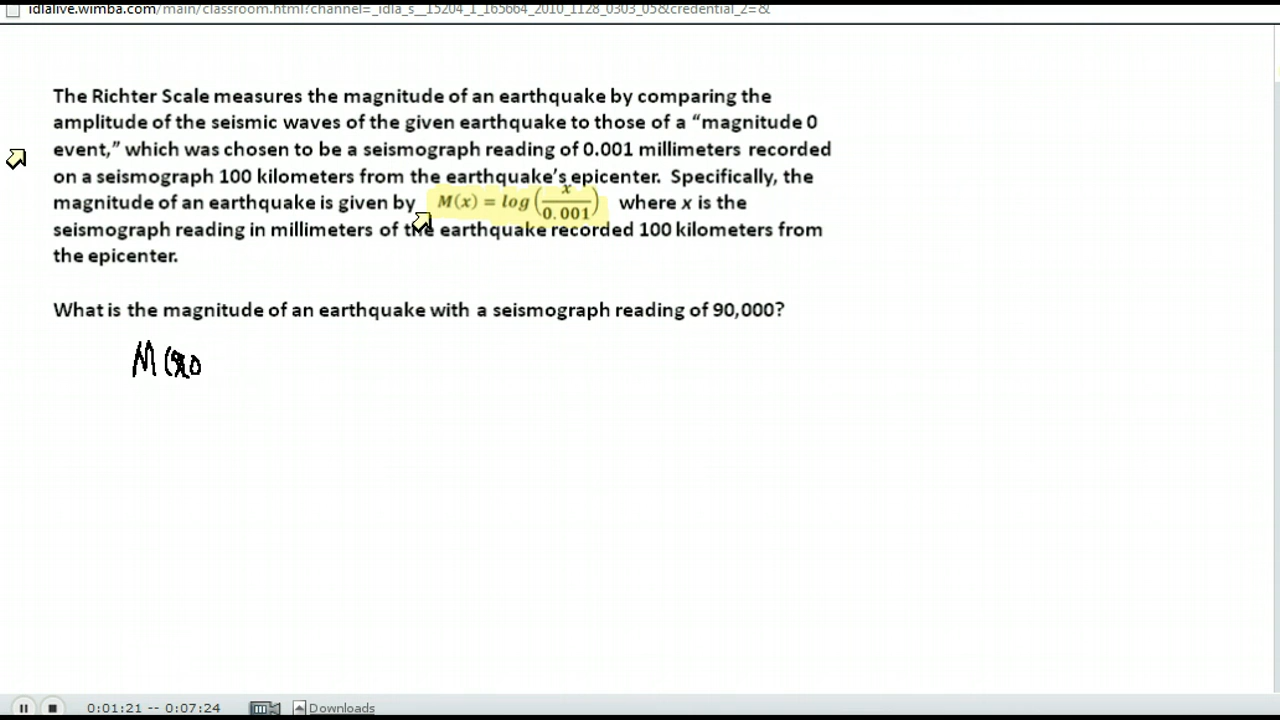 idlalive.wimba.com/main/classroom.html?channel=_idla_s__15204_1_165664_2010_1128_0303_05&credential_2=&
The Richter Scale measures the magnitude of an earthquake by comparing the
amplitude of the seismic waves of the given earthquake to those of a “magnitude 0
event,” which was chosen to be a seismograph reading of 0.001 millimeters recorded
on a seismograph 100 kilometers from the earthquake’s epicenter. Specifically, the
magnitude of an earthquake is given by M(x) = log(x/0.001) where x is the
seismograph reading in millimeters of the earthquake recorded 100 kilometers from
the epicenter.
What is the magnitude of an earthquake with a seismograph reading of 90,000?
M(
0:01:21 -- 0:07:24 Downloads